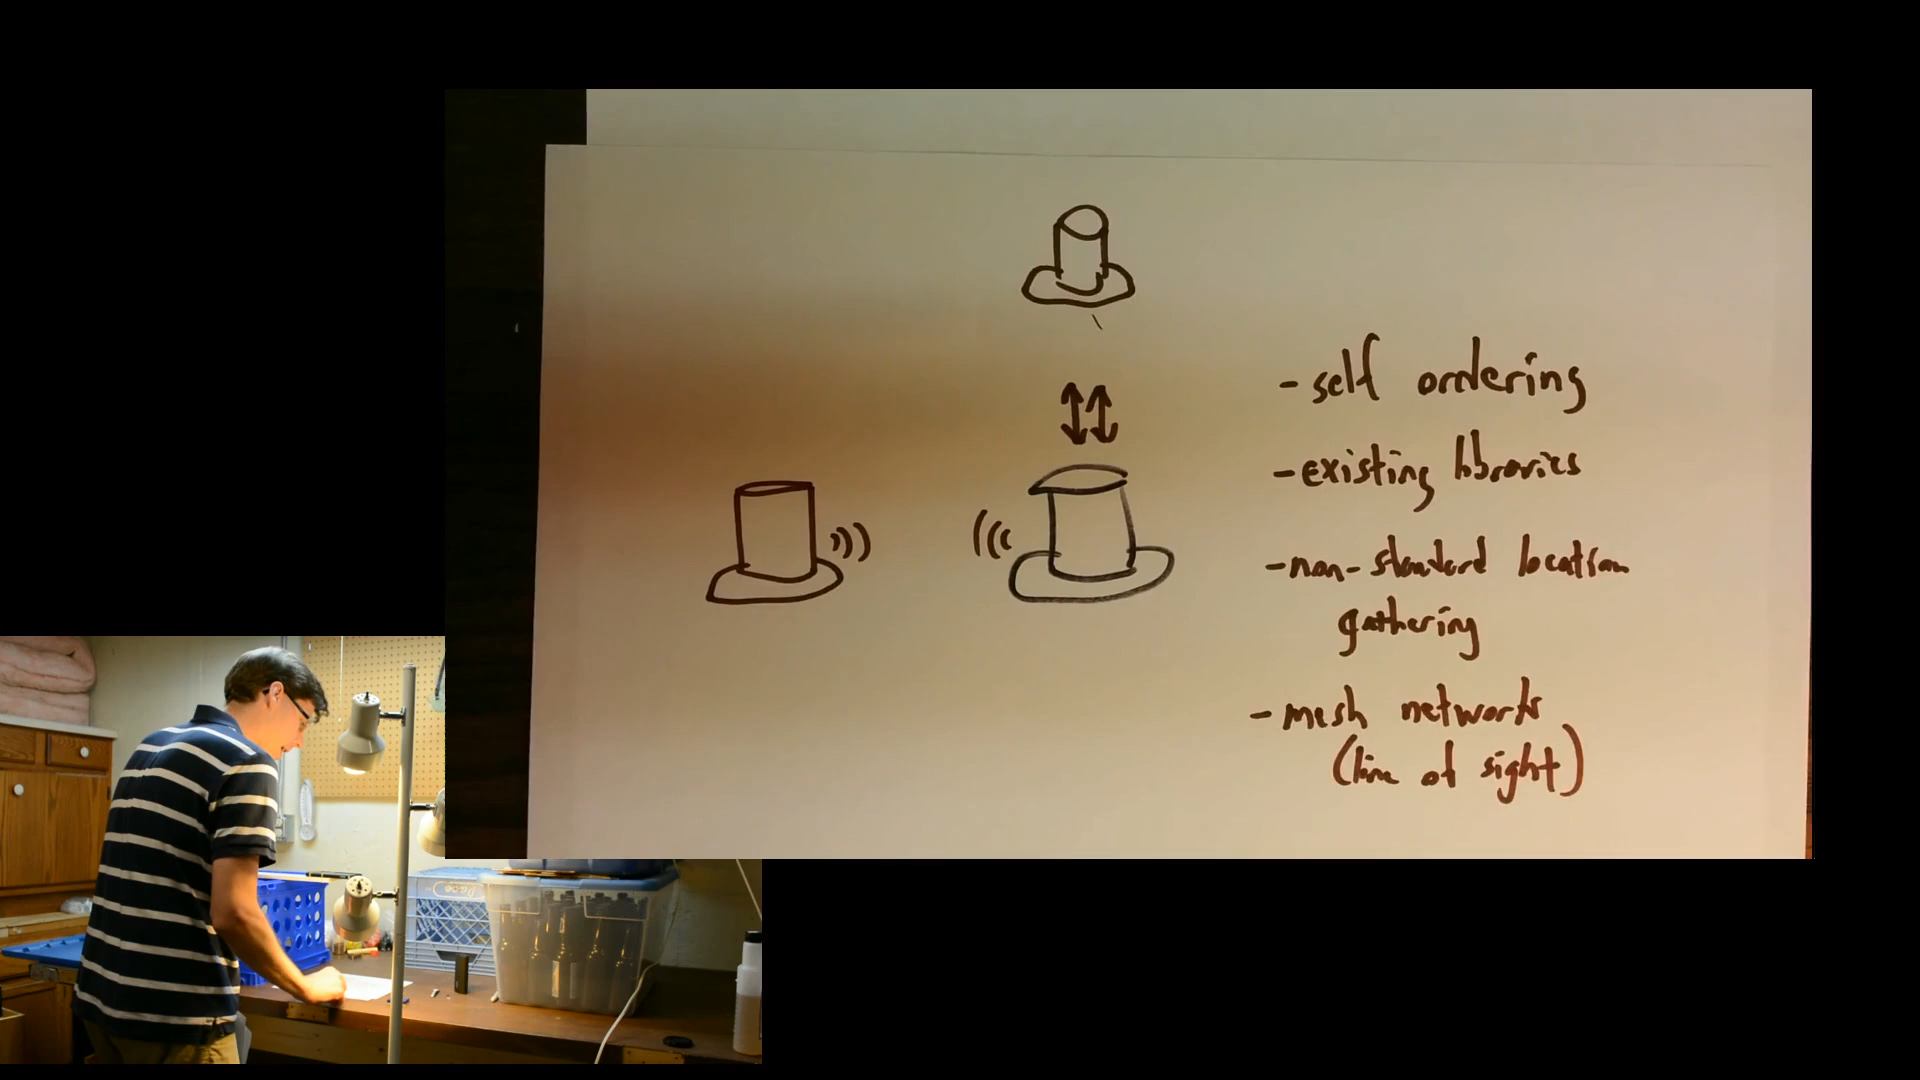 - self ordering
- existing libraries
- non-standard location
gathering
- mesh networks
(line of sight)